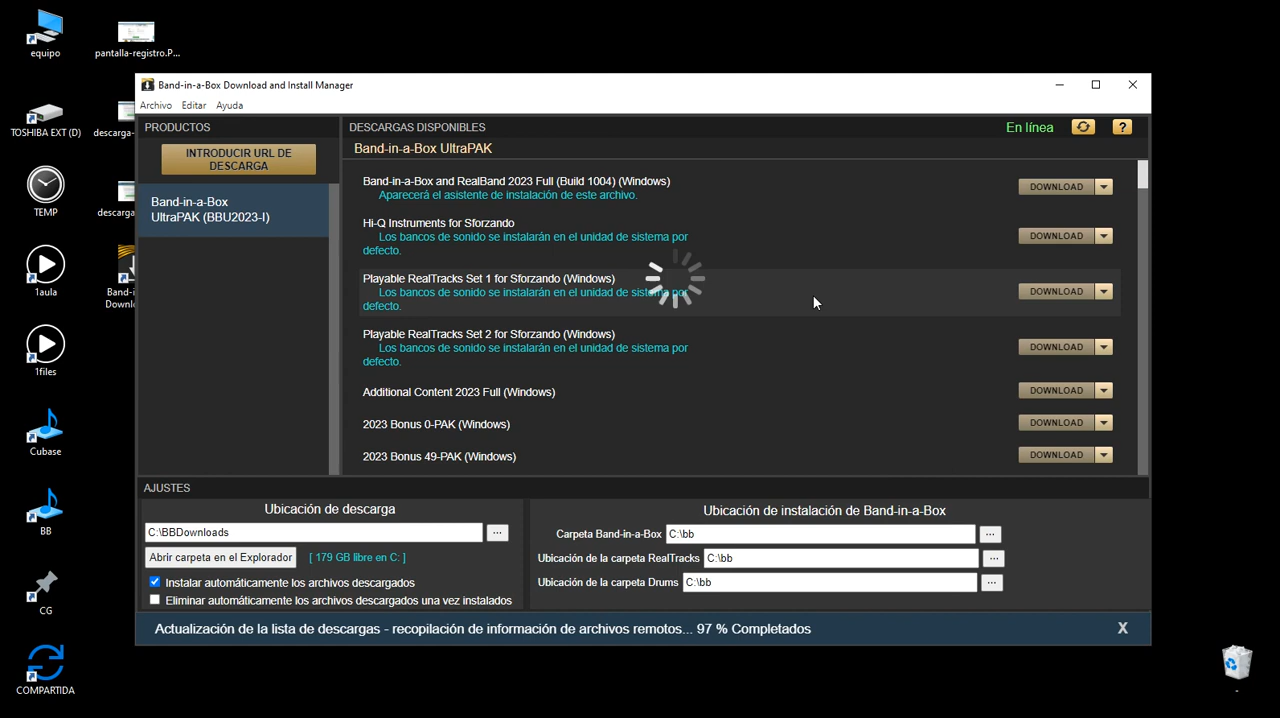 equipo
pantalla-registro.P...
TOSHIBA EXT (D)
descarga-
TEMP
descarga
1aula
Band-i
Downlo
1files
Cubase
BB
CG
COMPARTIDA
Band-in-a-Box Download and Install Manager
Archivo Editar Ayuda
PRODUCTOS
INTRODUCIR URL DE
DESCARGA
Band-in-a-Box
UltraPAK (BBU2023-I)
DESCARGAS DISPONIBLES
En línea
?
Band-in-a-Box UltraPAK
Band-in-a-Box and RealBand 2023 Full (Build 1004) (Windows)
Aparecerá el asistente de instalación de este archivo.
DOWNLOAD
Hi-Q Instruments for Sforzando
Los bancos de sonido se instalarán en el unidad de sistema por
defecto.
DOWNLOAD
Playable RealTracks Set 1 for Sforzando (Windows)
Los bancos de sonido se instalarán en el unidad de sistema por
defecto.
DOWNLOAD
Playable RealTracks Set 2 for Sforzando (Windows)
Los bancos de sonido se instalarán en el unidad de sistema por
defecto.
DOWNLOAD
Additional Content 2023 Full (Windows)
DOWNLOAD
2023 Bonus 0-PAK (Windows)
DOWNLOAD
2023 Bonus 49-PAK (Windows)
DOWNLOAD
AJUSTES
Ubicación de descarga
C:\BBDownloads
...
Abrir carpeta en el Explorador
[ 179 GB libre en C: ]
Instalar automáticamente los archivos descargados
Eliminar automáticamente los archivos descargados una vez instalados
Ubicación de instalación de Band-in-a-Box
Carpeta Band-in-a-Box C:\bb ...
Ubicación de la carpeta RealTracks C:\bb ...
Ubicación de la carpeta Drums C:\bb ...
Actualización de la lista de descargas - recopilación de información de archivos remotos... 97 % Completados
X